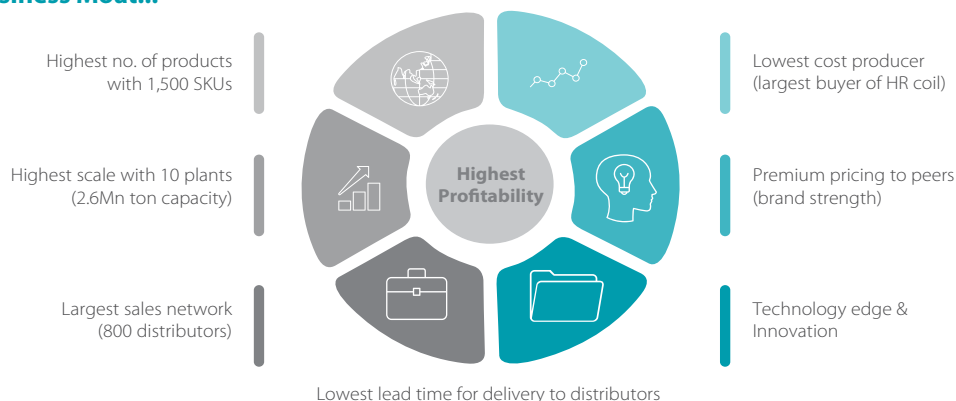 Highest no. of products
with 1,500 SKUs
Highest scale with 10 plants
(2.6Mn ton capacity)
Largest sales network
(800 distributors)
Highest
Profitability
Lowest cost producer
(largest buyer of HR coil)
Premium pricing to peers
(brand strength)
Technology edge &
Innovation
Lowest lead time for delivery to distributors